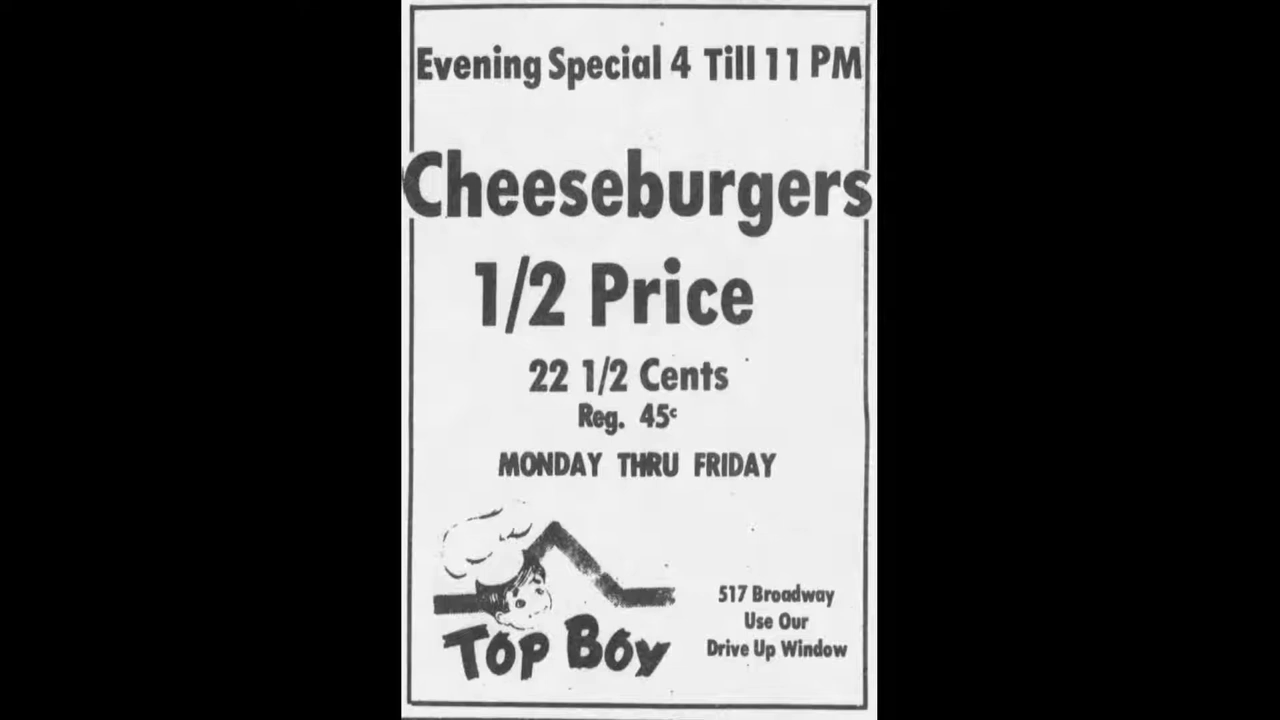 Evening Special 4 Till 11 PM
Cheeseburgers
1/2 Price
22 1/2 Cents
Reg. 45¢
MONDAY THRU FRIDAY
TOP BOY
517 Broadway
Use Our
Drive Up Window